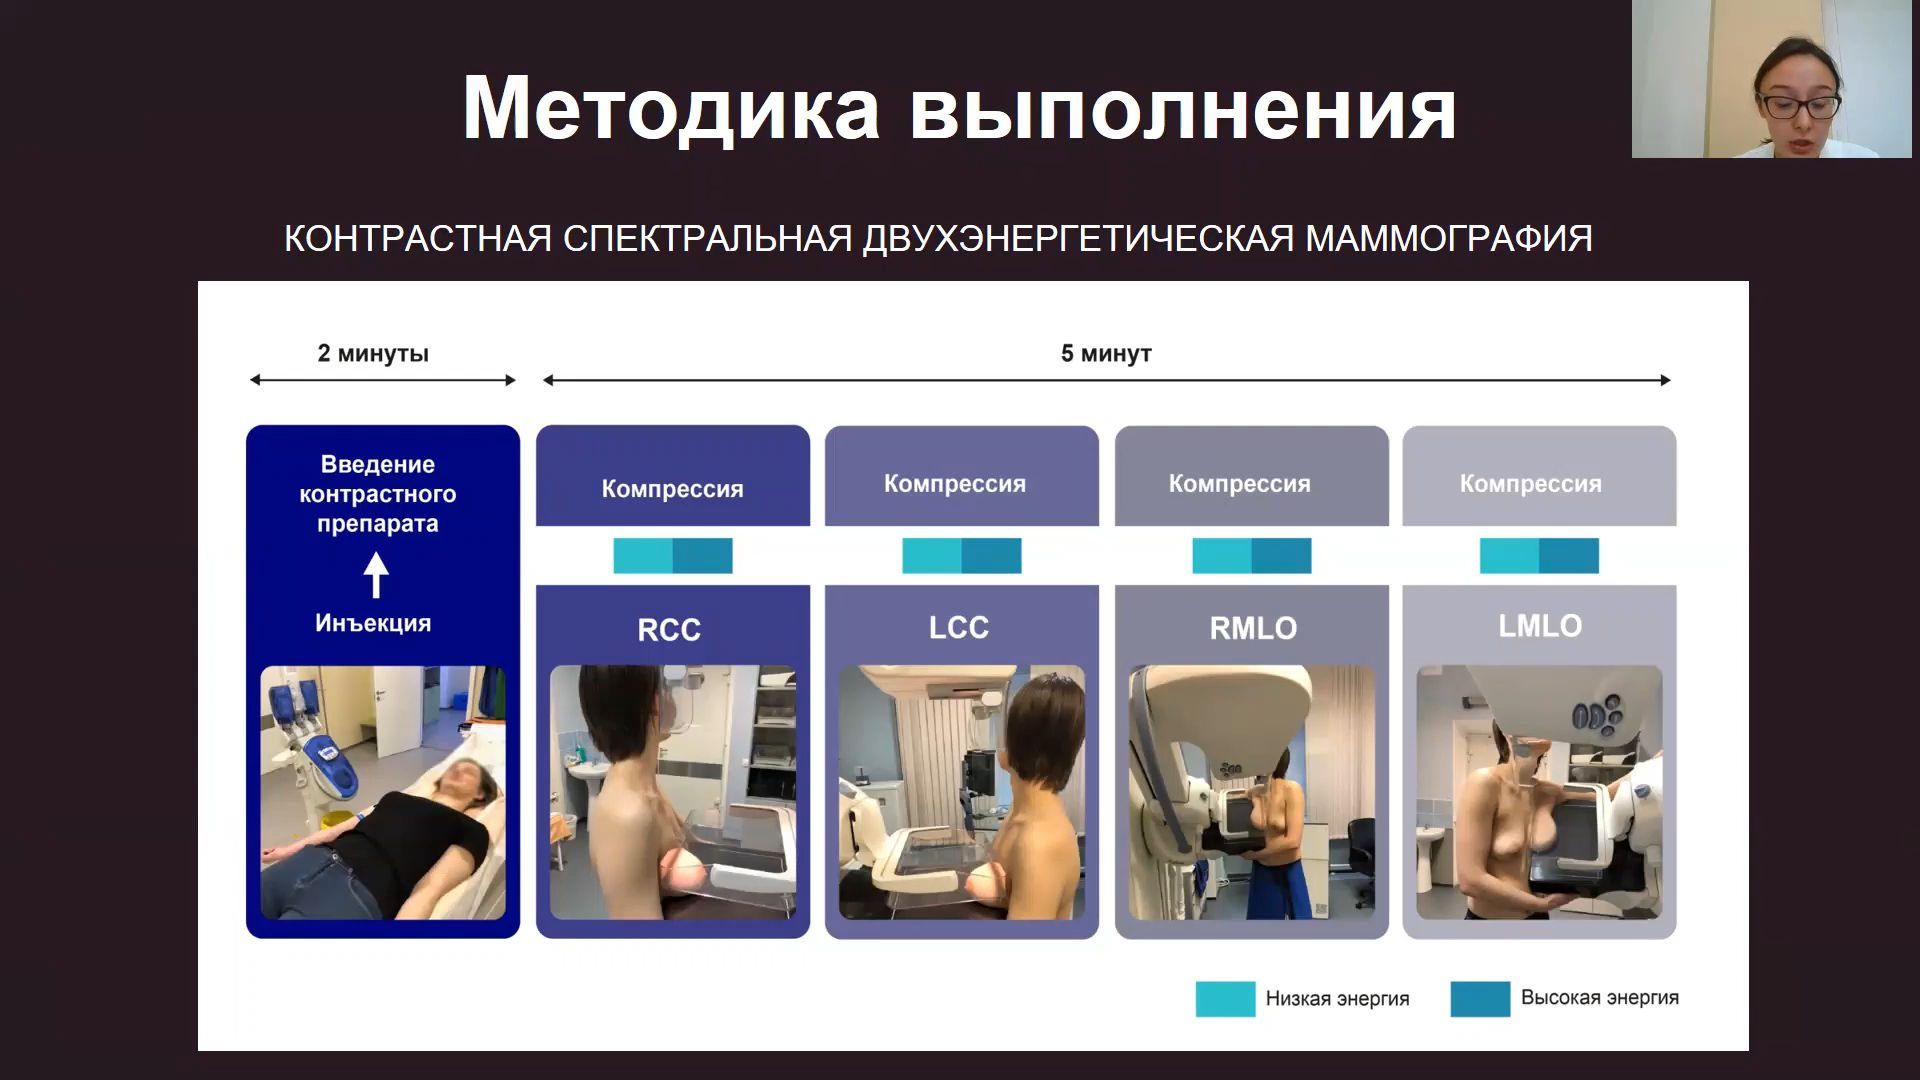 Методика выполнения
КОНТРАСТНАЯ СПЕКТРАЛЬНАЯ ДВУХЭНЕРГЕТИЧЕСКАЯ МАММОГРАФИЯ
2 минуты
5 минут
Введение
контрастного
препарата
Инъекция
Компрессия
RCC
Компрессия
LCC
Компрессия
RMLO
Компрессия
LMLO
Низкая энергия
Высокая энергия